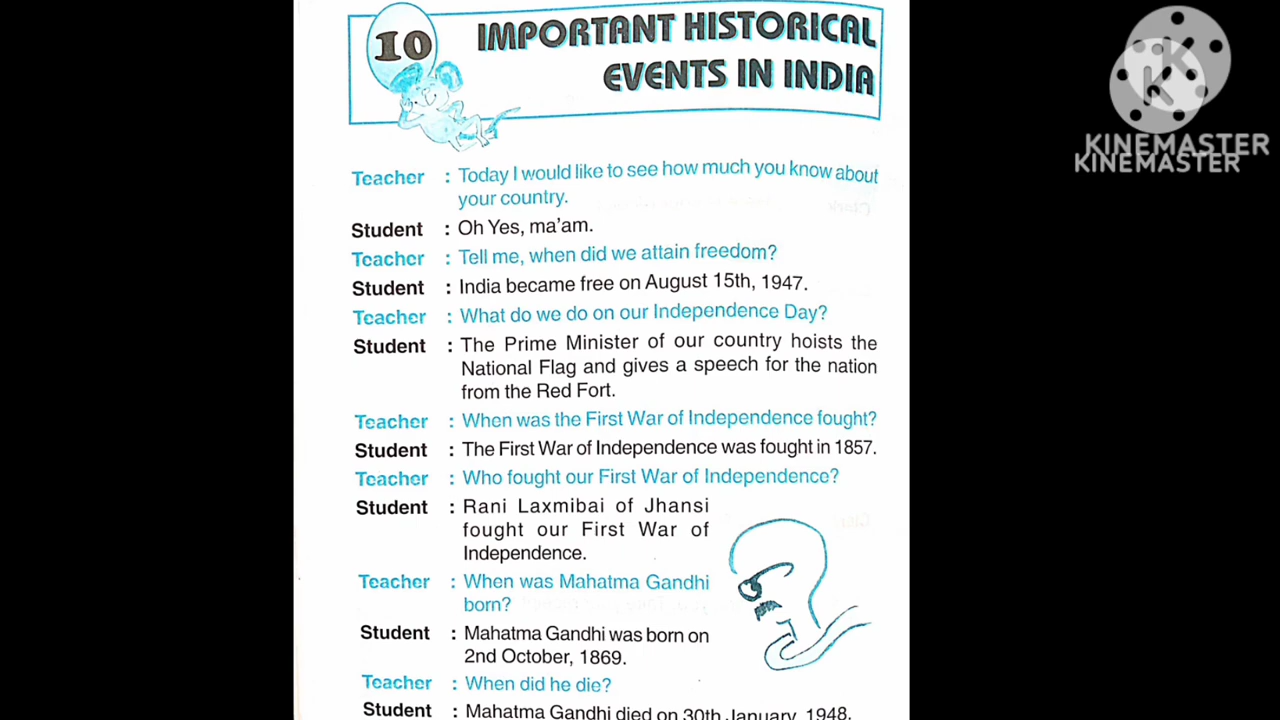 10
IMPORTANT HISTORICAL
EVENTS IN INDIA
KINEMASTER
KINEMASTER
Teacher : Today I would like to see how much you know about
your country.
Student : Oh Yes, ma'am.
Teacher : Tell me, when did we attain freedom?
Student : India became free on August 15th, 1947.
Teacher : What do we do on our Independence Day?
Student : The Prime Minister of our country hoists the
National Flag and gives a speech for the nation
from the Red Fort.
Teacher : When was the First War of Independence fought?
Student : The First War of Independence was fought in 1857.
Teacher : Who fought our First War of Independence?
Student : Rani Laxmibai of Jhansi
fought our First War of
Independence.
Teacher : When was Mahatma Gandhi
born?
Student : Mahatma Gandhi was born on
2nd October, 1869.
Teacher : When did he die?
Student : Mahatma Gandhi died on 30th January, 1948.